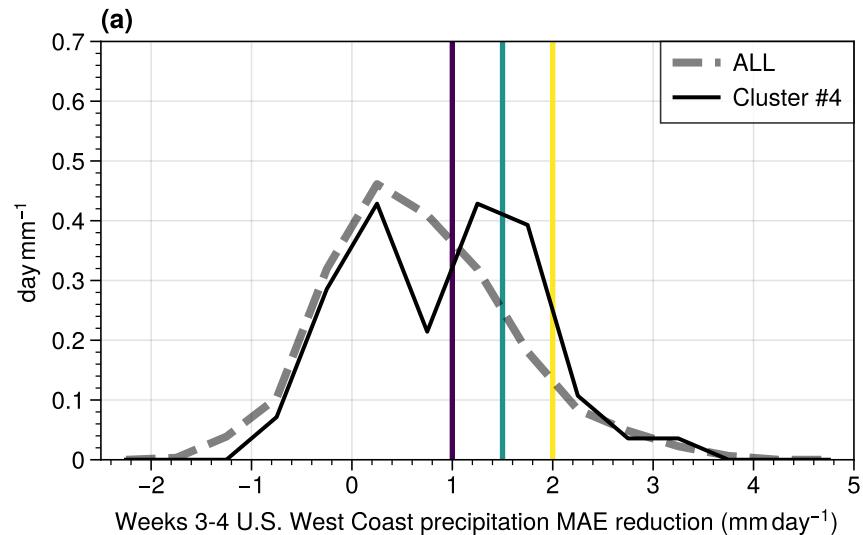 (a)
0.7
0.6
0.5
0.4
0.3
0.2
0.1
0
day mm⁻¹
ALL
Cluster #4
−2 −1 0 1 2 3 4 5
Weeks 3-4 U.S. West Coast precipitation MAE reduction (mm day⁻¹)